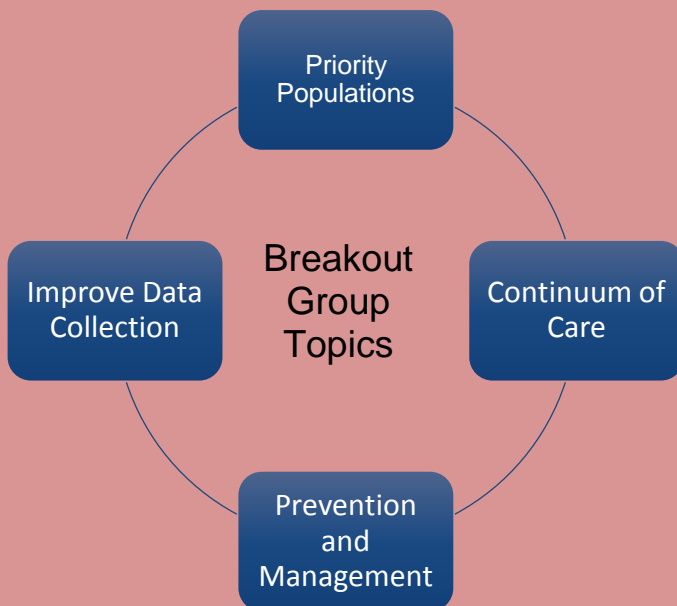 Priority
Populations
Improve Data
Collection
Breakout
Group
Topics
Continuum of
Care
Prevention
and
Management